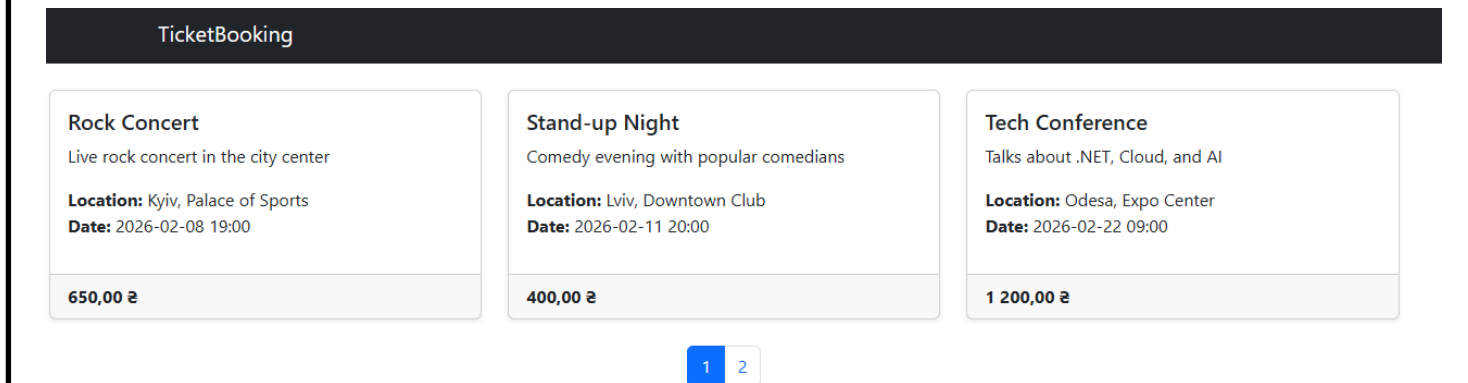 TicketBooking
Rock Concert
Live rock concert in the city center
Location: Kyiv, Palace of Sports
Date: 2026-02-08 19:00
650,00 ₴
Stand-up Night
Comedy evening with popular comedians
Location: Lviv, Downtown Club
Date: 2026-02-11 20:00
400,00 ₴
Tech Conference
Talks about .NET, Cloud, and AI
Location: Odesa, Expo Center
Date: 2026-02-22 09:00
1 200,00 ₴
1 2